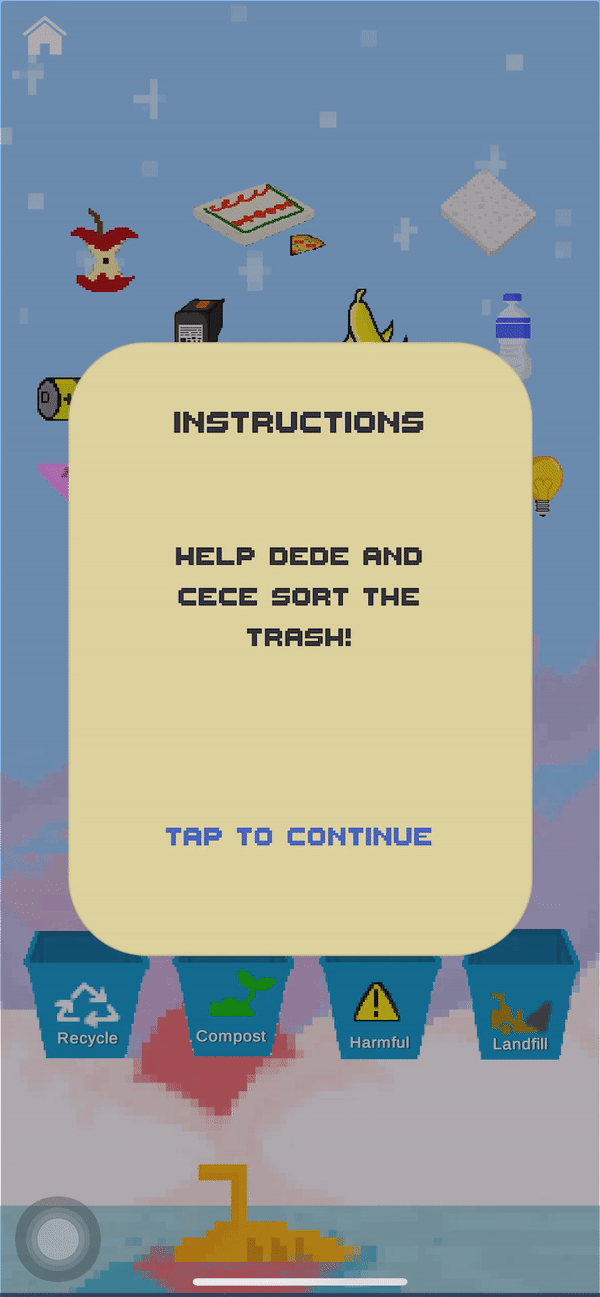 INSTRUCTIONS
HELP DEDE AND
CECE SORT THE
TRASH!
TAP TO CONTINUE
Recycle
Compost
Harmful
Landfill